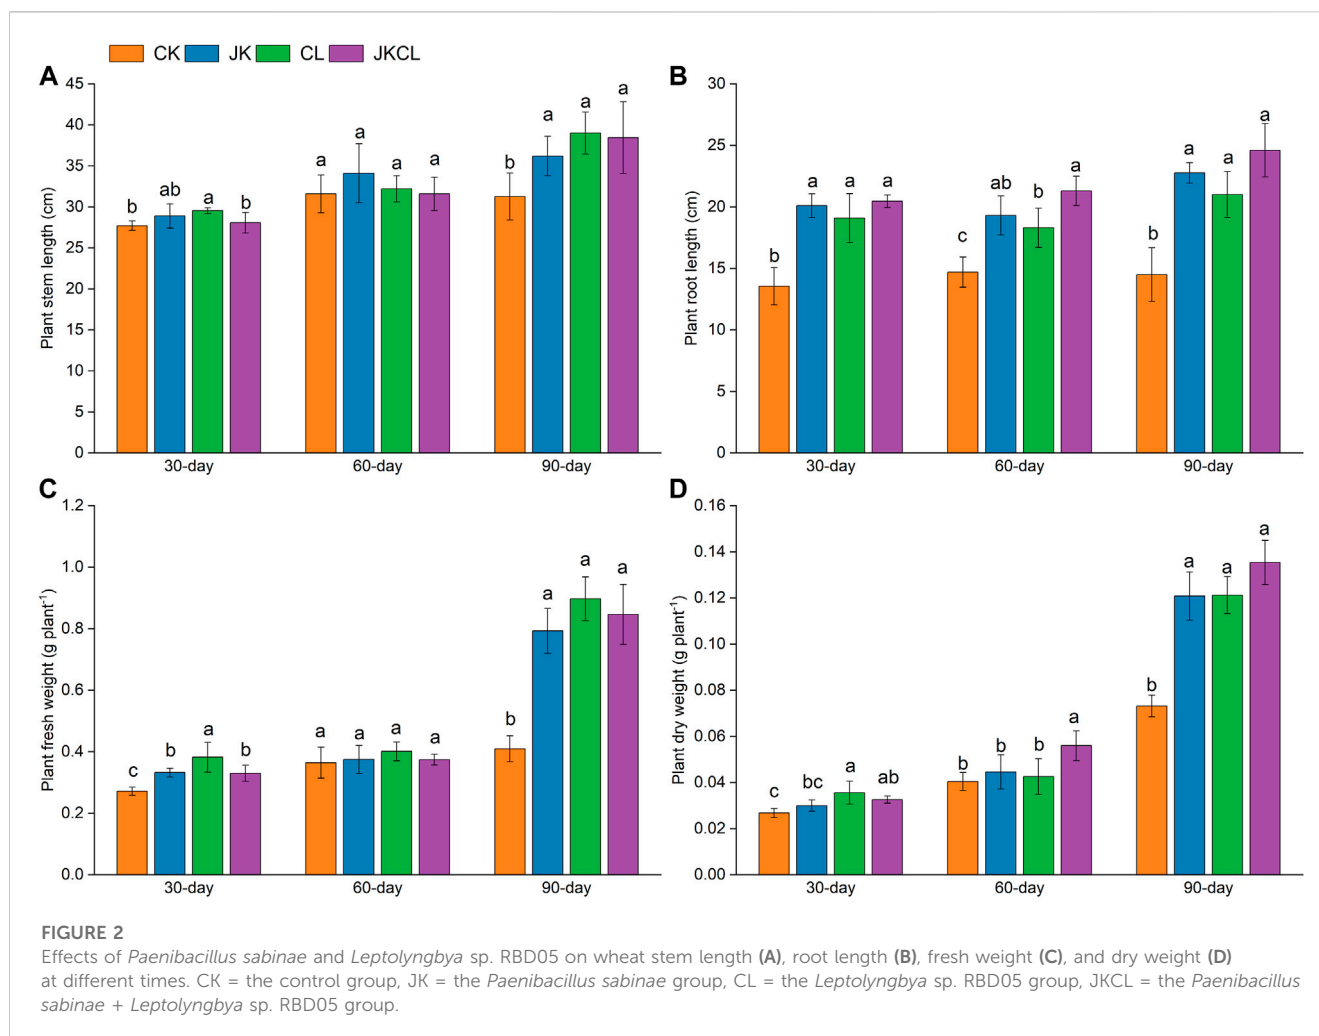 CK JK CL JKCL
A
45
40
35
30
25
20
15
10
5
0
Plant stem length (cm)
b ab a b
a a a a
b a a a
30-day 60-day 90-day
B
30
25
20
15
10
5
0
Plant root length (cm)
b a a a
c ab b a
b a a a
30-day 60-day 90-day
C
1.2
1.0
0.8
0.6
0.4
0.2
0.0
Plant fresh weight (g plant-1)
c b a b
a a a a
b a a a
30-day 60-day 90-day
D
0.16
0.14
0.12
0.10
0.08
0.06
0.04
0.02
0.00
Plant dry weight (g plant-1)
c bc a ab
b b b a
b a a a
30-day 60-day 90-day
FIGURE 2
Effects of Paenibacillus sabinae and Leptolyngbya sp. RBD05 on wheat stem length (A), root length (B), fresh weight (C), and dry weight (D)
at different times. CK = the control group, JK = the Paenibacillus sabinae group, CL = the Leptolyngbya sp. RBD05 group, JKCL = the Paenibacillus
sabinae + Leptolyngbya sp. RBD05 group.